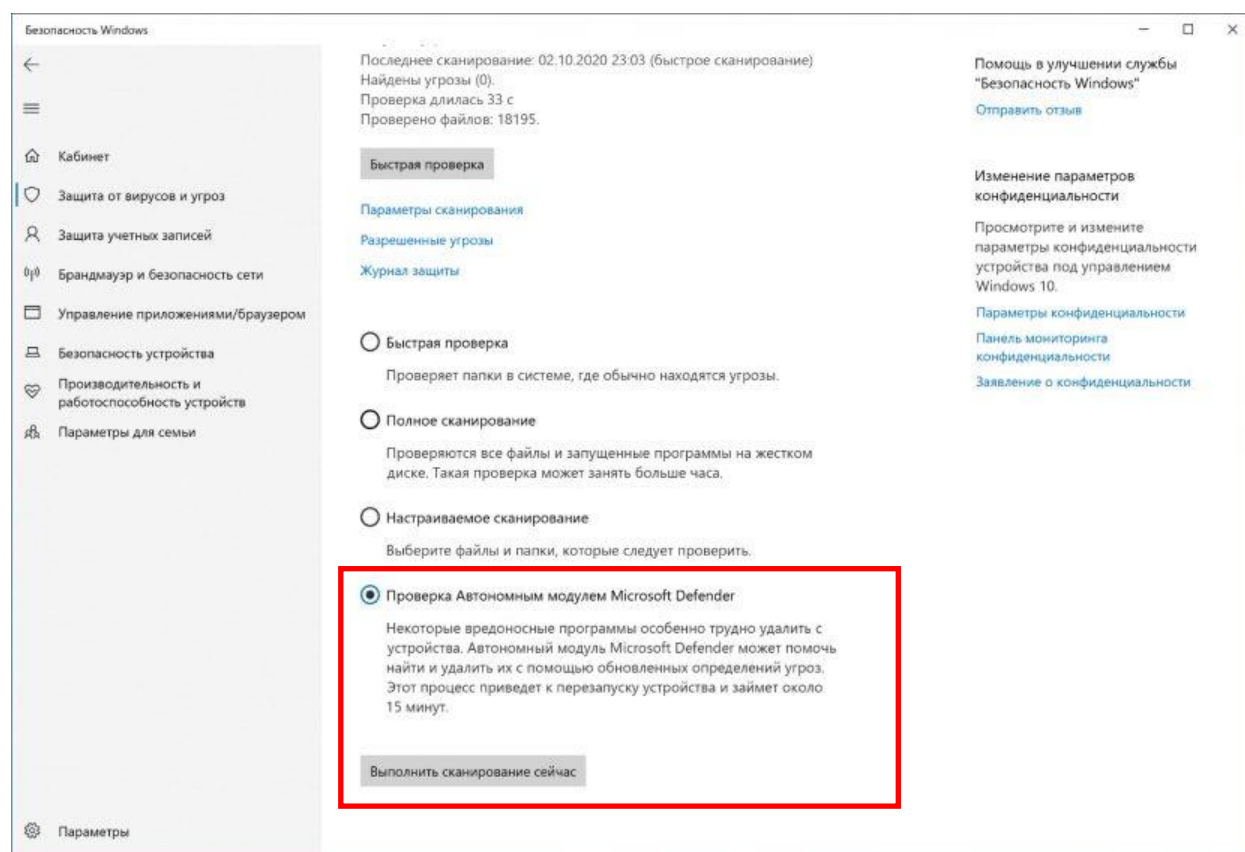 Безопасность Windows
Кабинет
Защита от вирусов и угроз
Защита учетных записей
Брандмауэр и безопасность сети
Управление приложениями/браузером
Безопасность устройства
Производительность и
работоспособность устройств
Параметры для семьи
Параметры
Последнее сканирование: 02.10.2020 23:03 (быстрое сканирование)
Найдены угрозы (0).
Проверка длилась 33 с
Проверено файлов: 18195.
Быстрая проверка
Параметры сканирования
Разрешенные угрозы
Журнал защиты
Быстрая проверка
Проверяет папки в системе, где обычно находятся угрозы.
Полное сканирование
Проверяются все файлы и запущенные программы на жестком
диске. Такая проверка может занять больше часа.
Настраиваемое сканирование
Выберите файлы и папки, которые следует проверить.
Проверка Автономным модулем Microsoft Defender
Некоторые вредоносные программы особенно трудно удалить с
устройства. Автономный модуль Microsoft Defender может помочь
найти и удалить их с помощью обновленных определений угроз.
Этот процесс приведет к перезапуску устройства и займет около
15 минут.
Выполнить сканирование сейчас
Помощь в улучшении службы
"Безопасность Windows"
Отправить отзыв
Изменение параметров
конфиденциальности
Просмотрите и измените
параметры конфиденциальности
устройства под управлением
Windows 10.
Параметры конфиденциальности
Панель мониторинга
конфиденциальности
Заявление о конфиденциальности